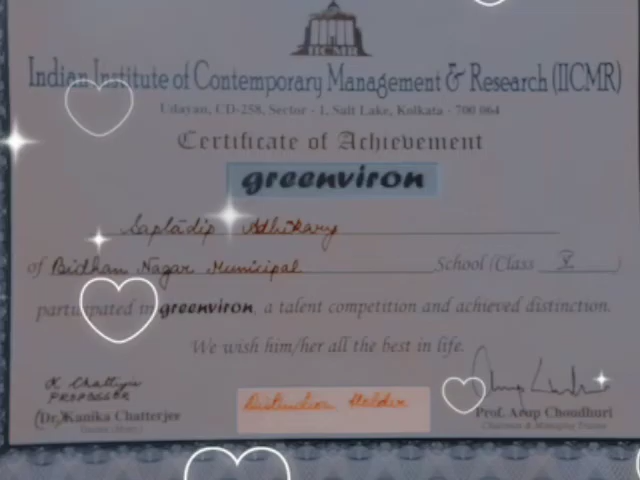 IICMR
Indian Institute of Contemporary Management & Research (IICMR)
Udayan, CD-258, Sector - 1, Salt Lake, Kolkata - 700 064
Certificate of Achievement
greenviron
Saptadip Adhikary
of Bidhan Nagar Municipal School (Class V)
participated in greenviron, a talent competition and achieved distinction.
We wish him/her all the best in life.
K Chatterjee
PROFESSOR
(Dr.) Kanika Chatterjee
Distinction Holder
Prof. Arup Choudhuri
Chairman & Managing Trustee